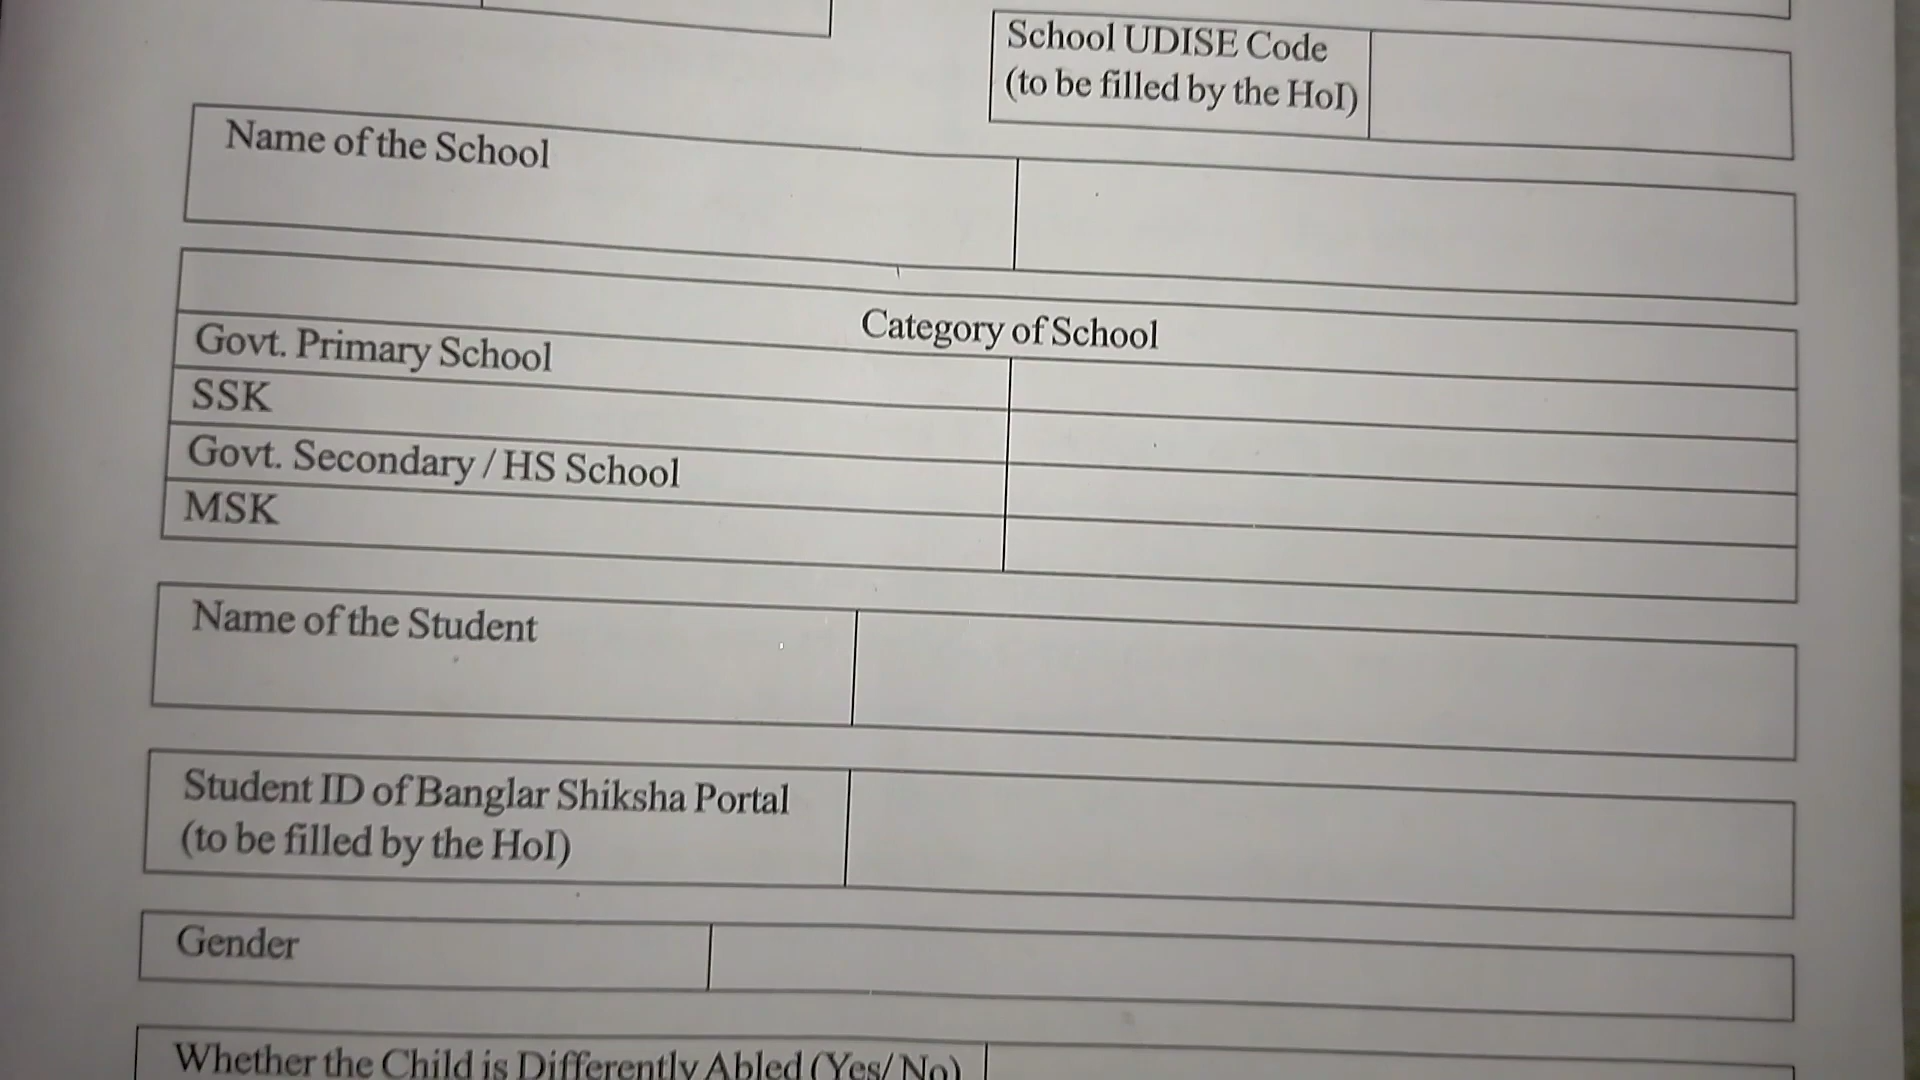 School UDISE Code
(to be filled by the HoI)
Name of the School
Category of School
Govt. Primary School
SSK
Govt. Secondary / HS School
MSK
Name of the Student
Student ID of Banglar Shiksha Portal
(to be filled by the HoI)
Gender
Whether the Child is Differently Abled (Yes/ No)